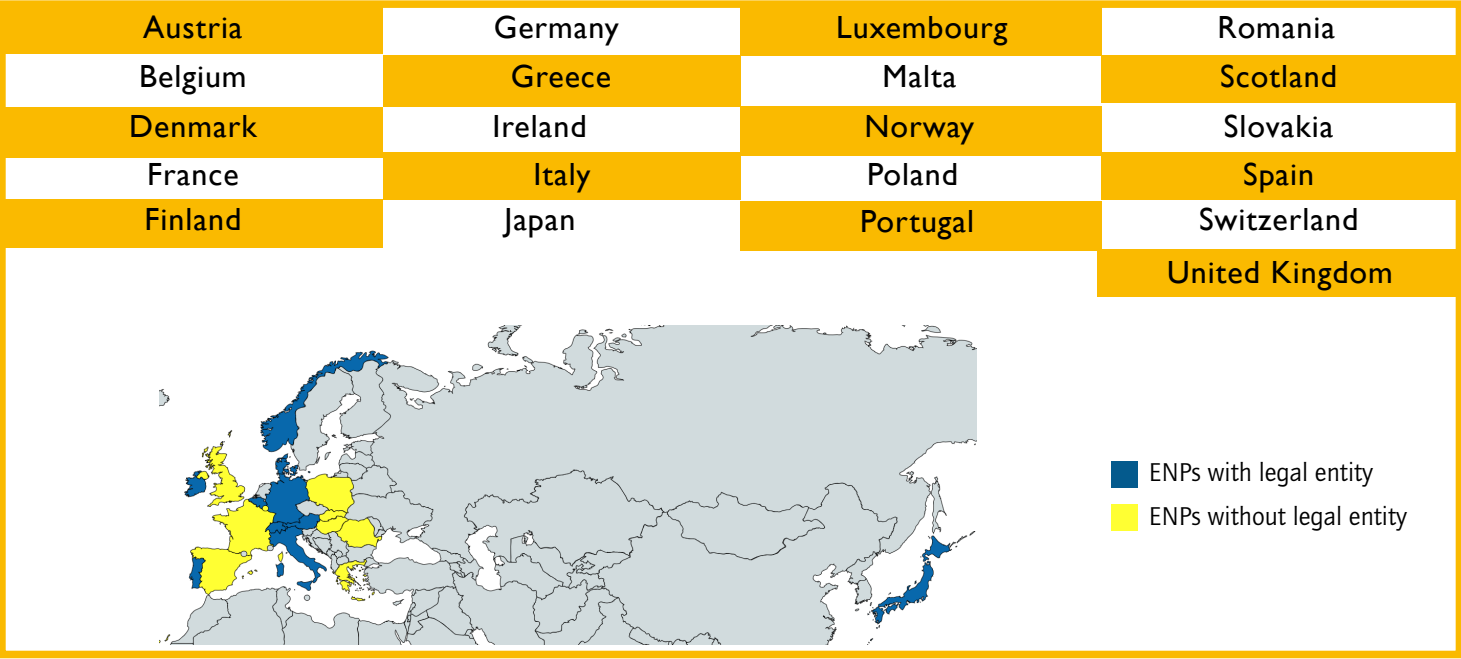 Austria Germany Luxembourg Romania
Belgium Greece Malta Scotland
Denmark Ireland Norway Slovakia
France Italy Poland Spain
Finland Japan Portugal Switzerland
United Kingdom
ENPs with legal entity
ENPs without legal entity